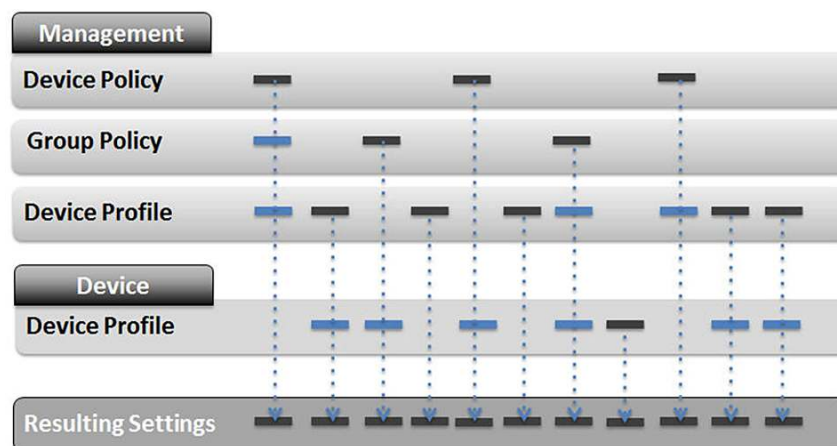 Management
Device Policy
Group Policy
Device Profile
Device
Device Profile
Resulting Settings